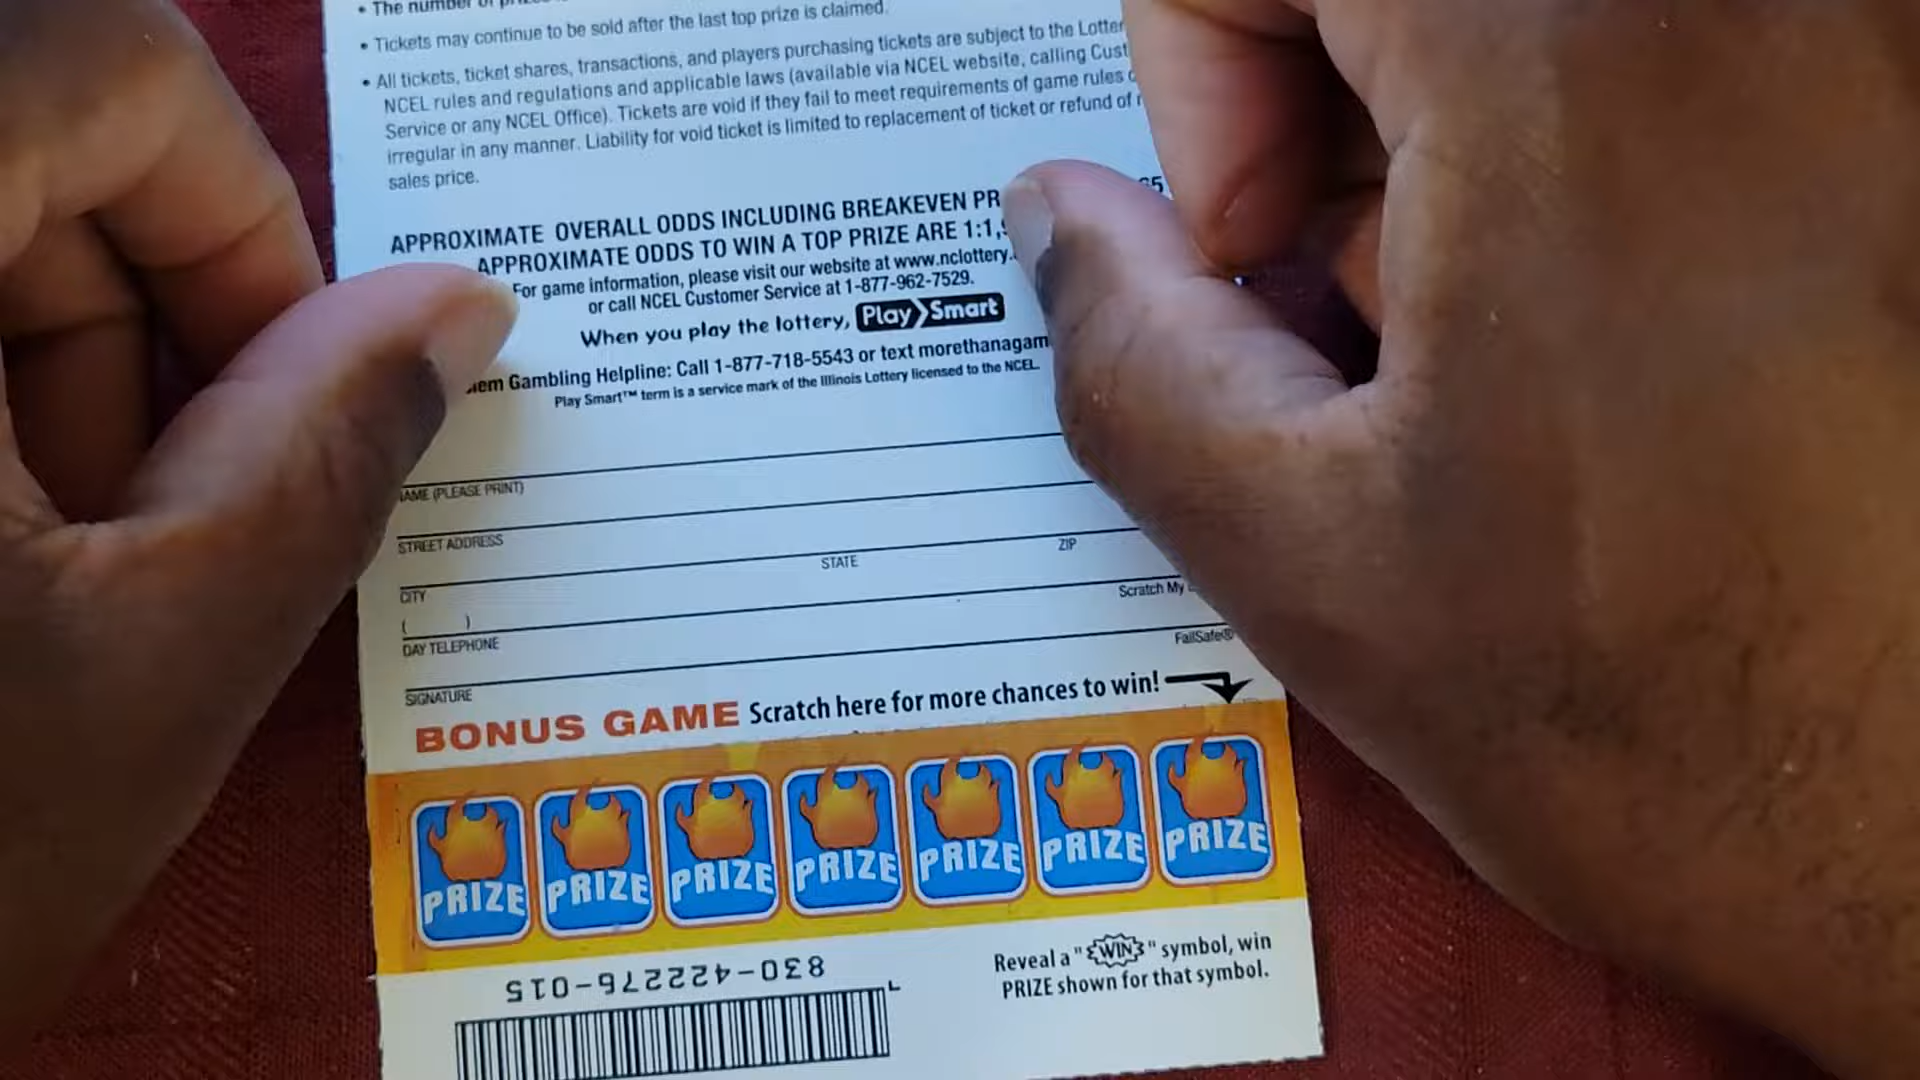 • The number of
• Tickets may continue to be sold after the last top prize is claimed.
• All tickets, ticket shares, transactions, and players purchasing tickets are subject to the
NCEL rules and regulations and applicable laws (available via NCEL website, calling
Service or any NCEL Office). Tickets are void if they fail to meet requirements of game rules
irregular in any manner. Liability for void ticket is limited to replacement of ticket or refund of
sales price.
APPROXIMATE OVERALL ODDS INCLUDING BREAKEVEN
APPROXIMATE ODDS TO WIN A TOP PRIZE ARE
For game information, please visit our website at
or call NCEL Customer Service at 1-877-962-7529.
When you play the lottery, Play Smart
Gambling Helpline: Call 1-877-718-5543 or text
Play Smart™ term is a service mark of the Illinois Lottery licensed to the NCEL.
NAME (PLEASE PRINT)
STREET ADDRESS
CITY STATE ZIP
( )
DAY TELEPHONE
Scratch My
SIGNATURE
FailSafe®
BONUS GAME Scratch here for more chances to win!
PRIZE PRIZE PRIZE PRIZE PRIZE PRIZE PRIZE
830-422276-015
Reveal a "WIN" symbol, win
PRIZE shown for that symbol.